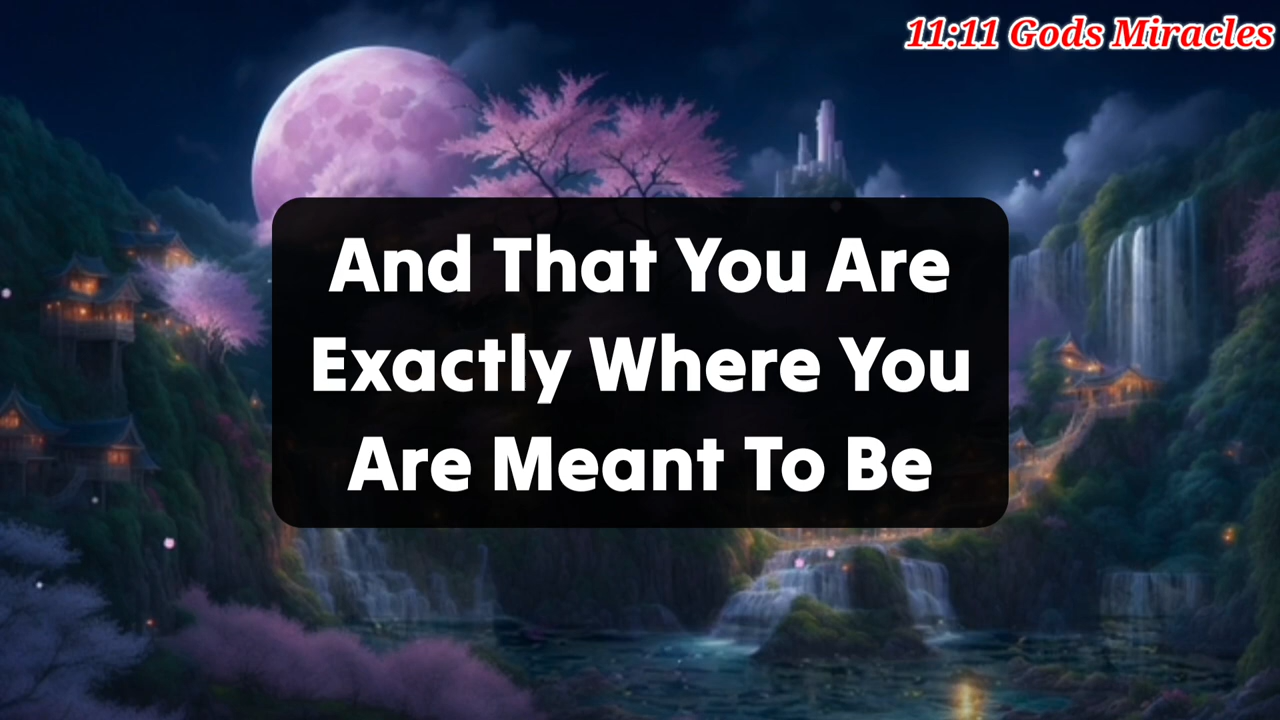 11:11 Gods Miracles
And That You Are
Exactly Where You
Are Meant To Be